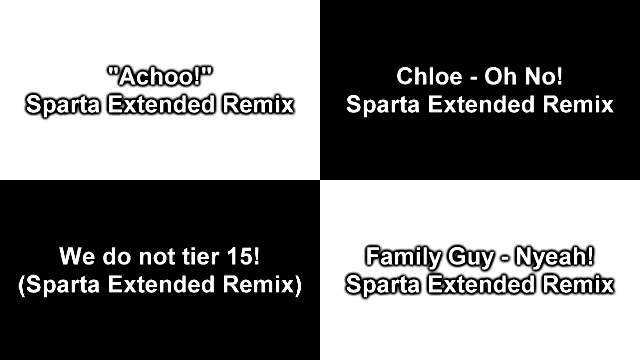 "Achoo!"
Sparta Extended Remix
Chloe - Oh No!
Sparta Extended Remix
We do not tier 15!
(Sparta Extended Remix)
Family Guy - Nyeah!
Sparta Extended Remix